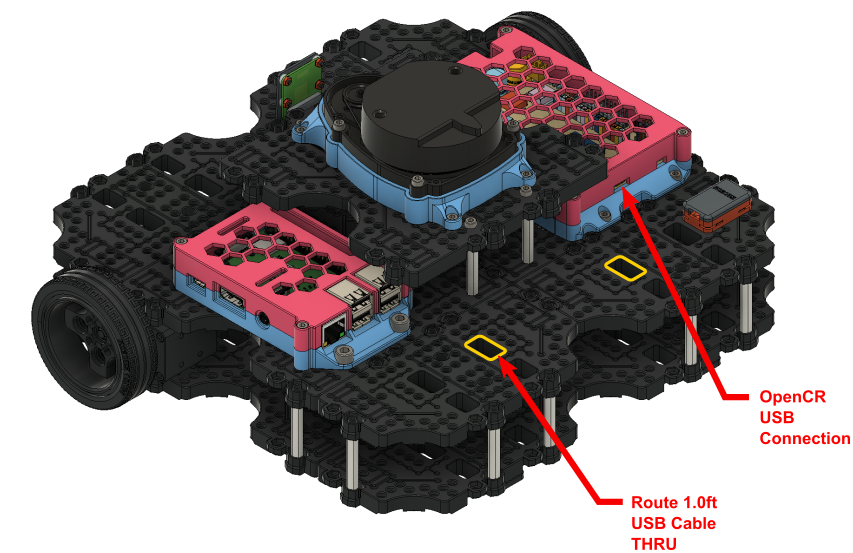 OpenCR
USB
Connection
Route 1.0ft
USB Cable
THRU